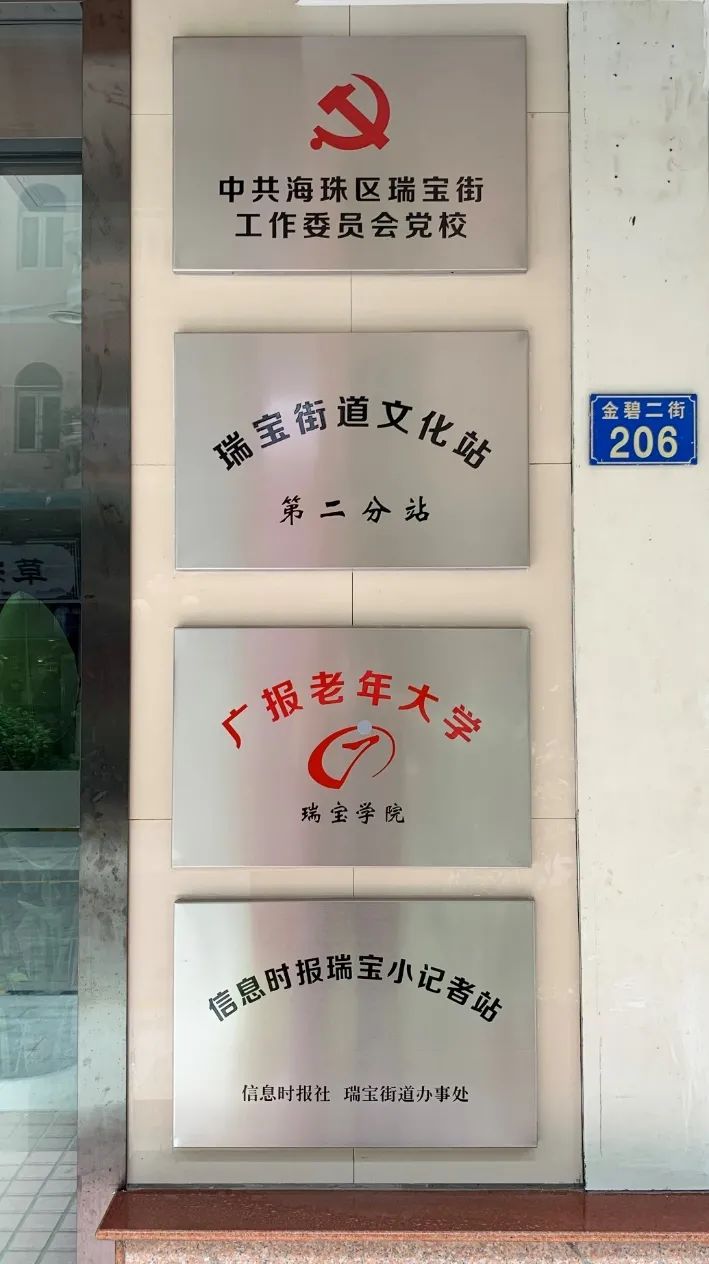 中共海珠区瑞宝街
工作委员会党校
瑞宝街道文化站
第二分站
金碧二街
206
广报老年大学
瑞宝学院
信息时报瑞宝小记者站
信息时报社 瑞宝街道办事处